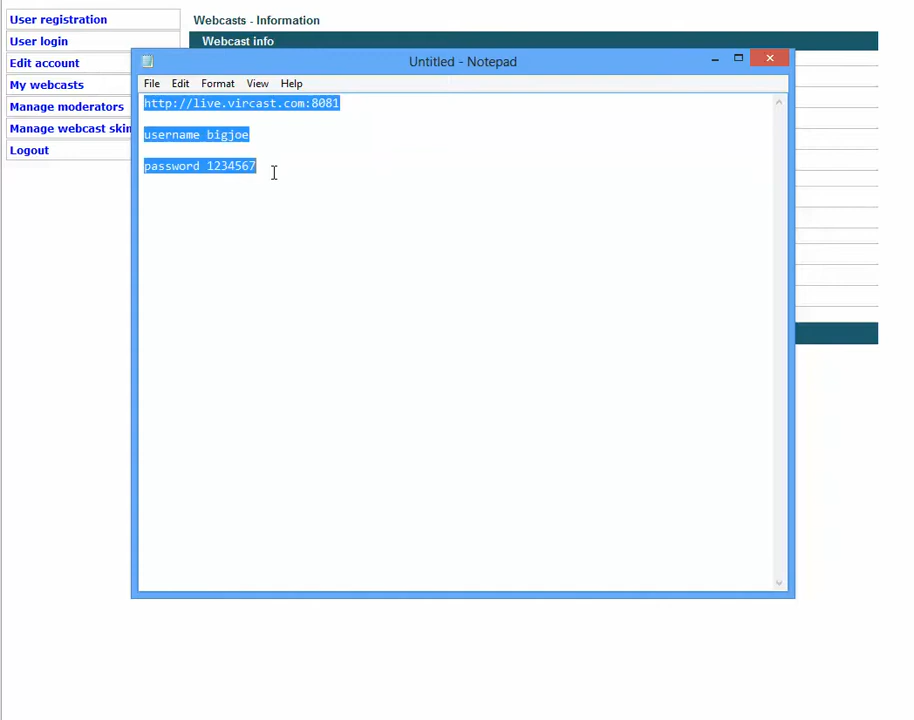 User registration
User login
Edit account
My webcasts
Manage moderators
Manage webcast skin
Logout
Webcasts - Information
Webcast info
Untitled - Notepad
File Edit Format View Help
http://live.vircast.com:8081
username bigjoe
password 1234567